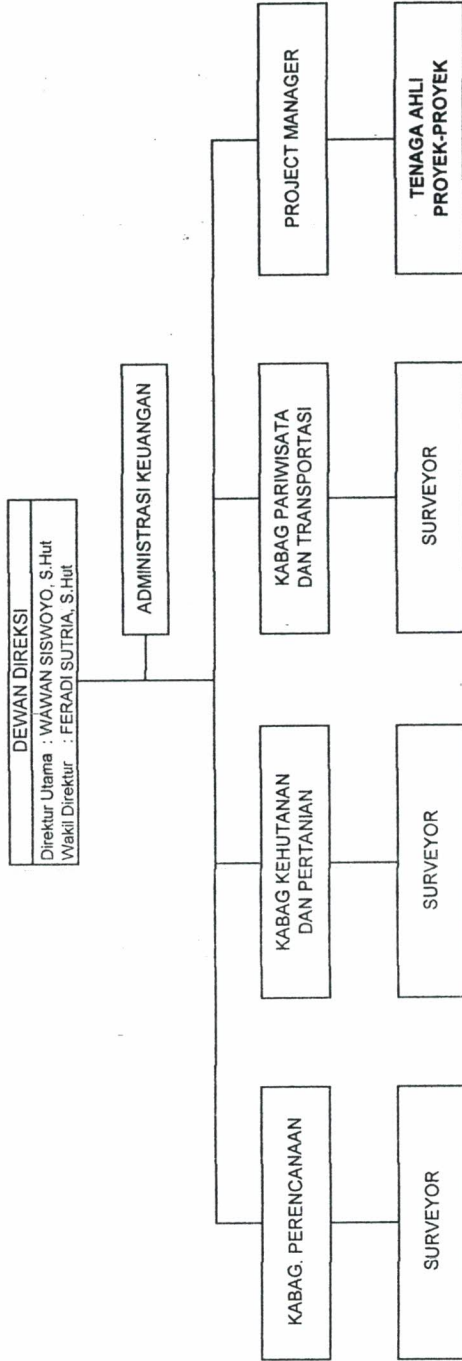 DEWAN DIREKSI
Direktur Utama : WAWAN SISWOYO, S.Hut
Wakil Direktur : FERADI SUTRIA, S.Hut
ADMINISTRASI KEUANGAN
KABAG. PERENCANAAN
KABAG KEHUTANAN
DAN PERTANIAN
KABAG PARIWISATA
DAN TRANSPORTASI
PROJECT MANAGER
SURVEYOR
SURVEYOR
SURVEYOR
TENAGA AHLI
PROYEK-PROYEK